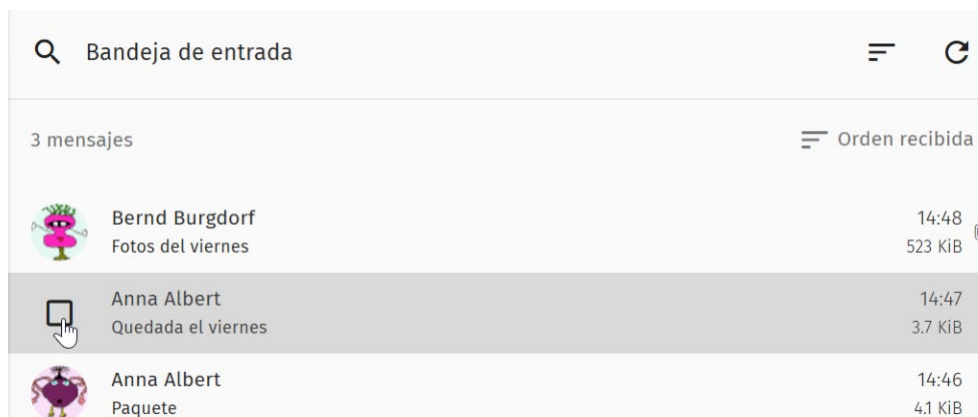 Bandeja de entrada
3 mensajes
Orden recibida
Bernd Burgdorf
14:48
Fotos del viernes
523 KiB
Anna Albert
14:47
Quedada el viernes
3.7 KiB
Anna Albert
14:46
Paquete
4.1 KiB